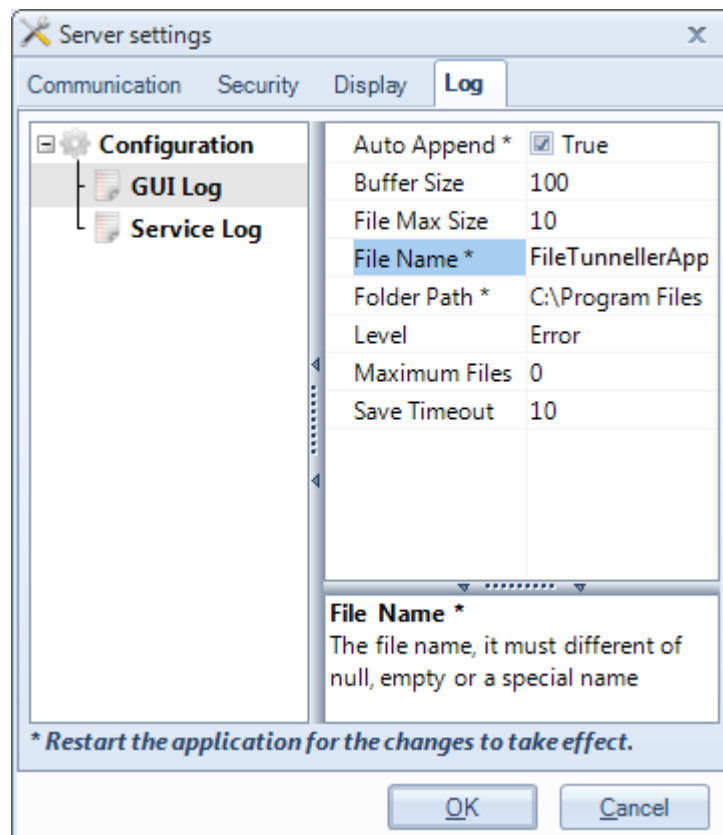 Server settings
Communication Security Display Log
Configuration
GUI Log
Service Log
Auto Append * True
Buffer Size 100
File Max Size 10
File Name * FileTunnellerApp
Folder Path * C:\Program Files
Level Error
Maximum Files 0
Save Timeout 10
File Name *
The file name, it must different of
null, empty or a special name
* Restart the application for the changes to take effect.
OK Cancel